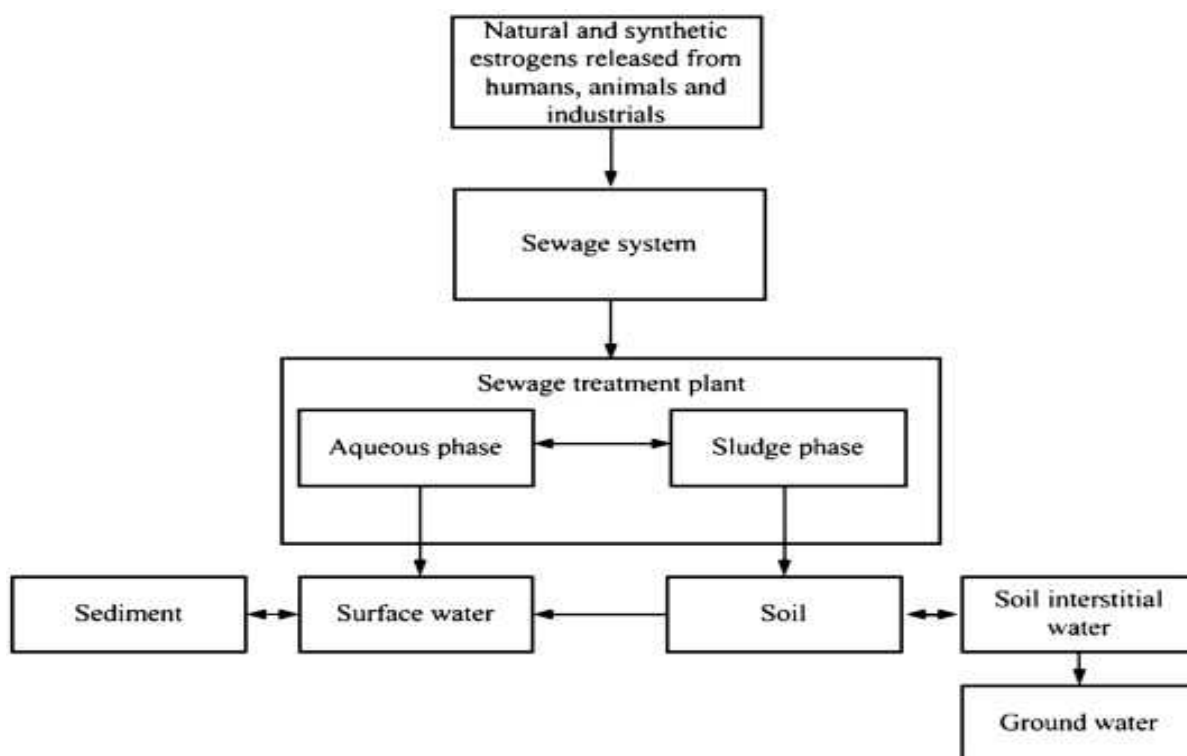 Natural and synthetic
estrogens released from
humans, animals and
industrials
Sewage system
Sewage treatment plant
Aqueous phase
Sludge phase
Sediment
Surface water
Soil
Soil interstitial
water
Ground water